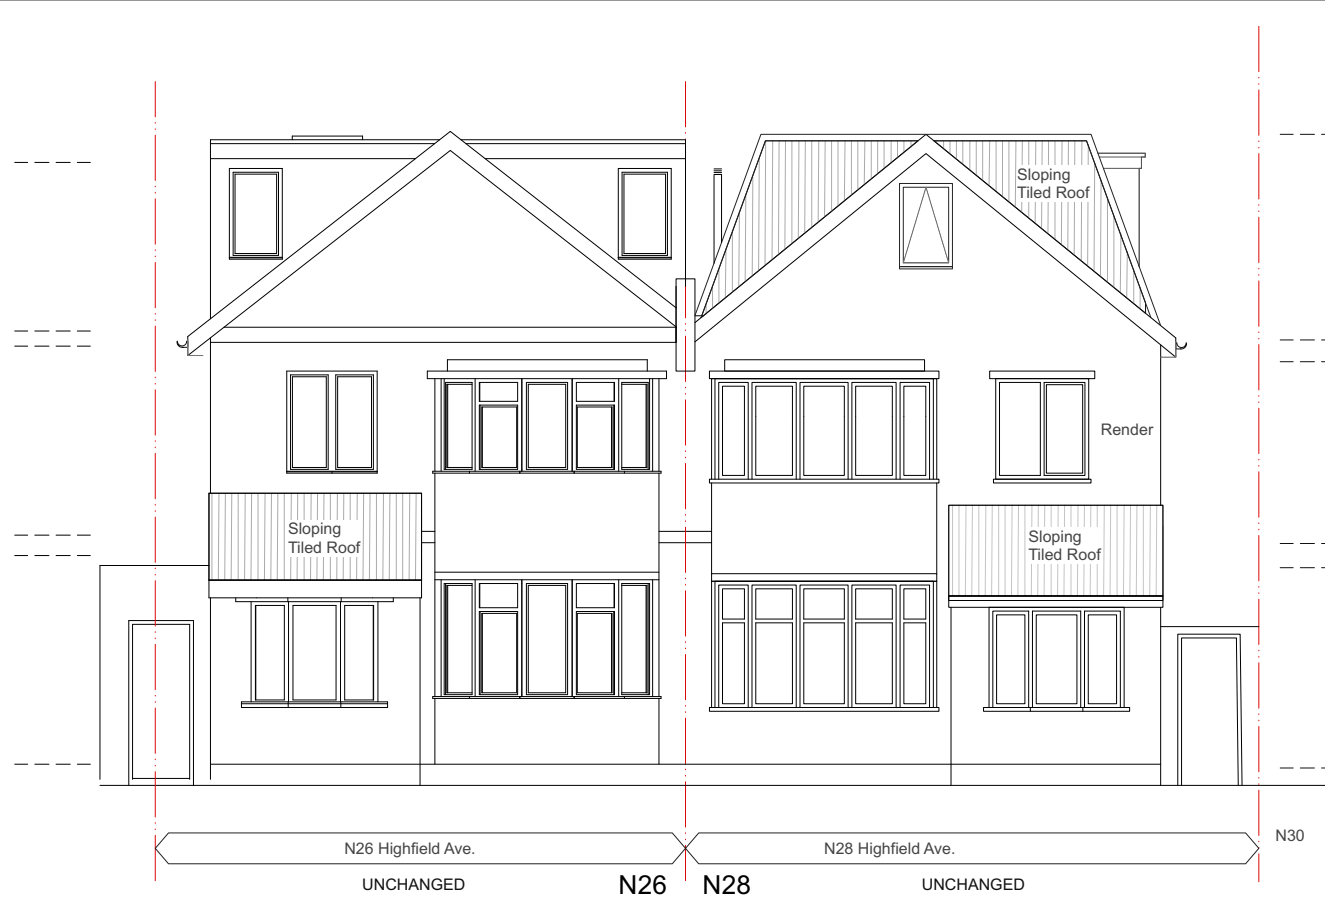 Sloping
Tiled Roof
Render
Sloping
Tiled Roof
Sloping
Tiled Roof
N30
N26 Highfield Ave.
N28 Highfield Ave.
UNCHANGED
N26
N28
UNCHANGED